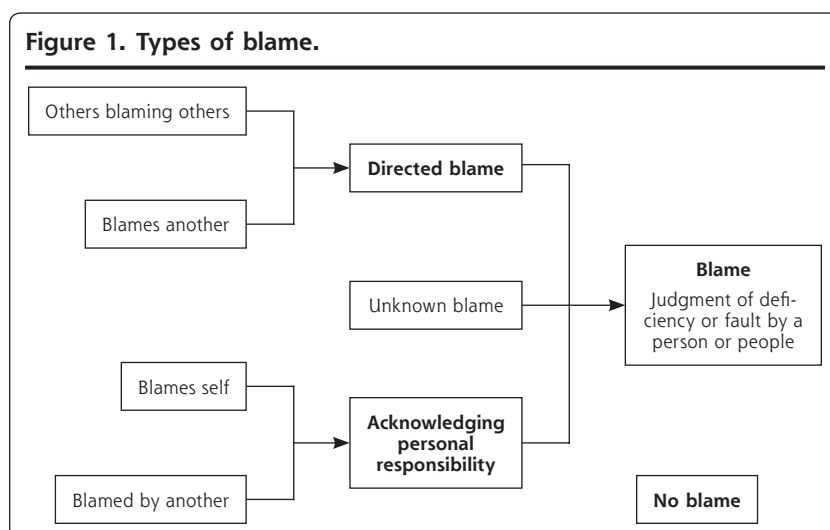 Figure 1. Types of blame.
Others blaming others
Directed blame
Blames another
Blame
Judgment of defi-
ciency or fault by a
person or people
Unknown blame
Blames self
Acknowledging
personal
responsibility
Blamed by another
No blame